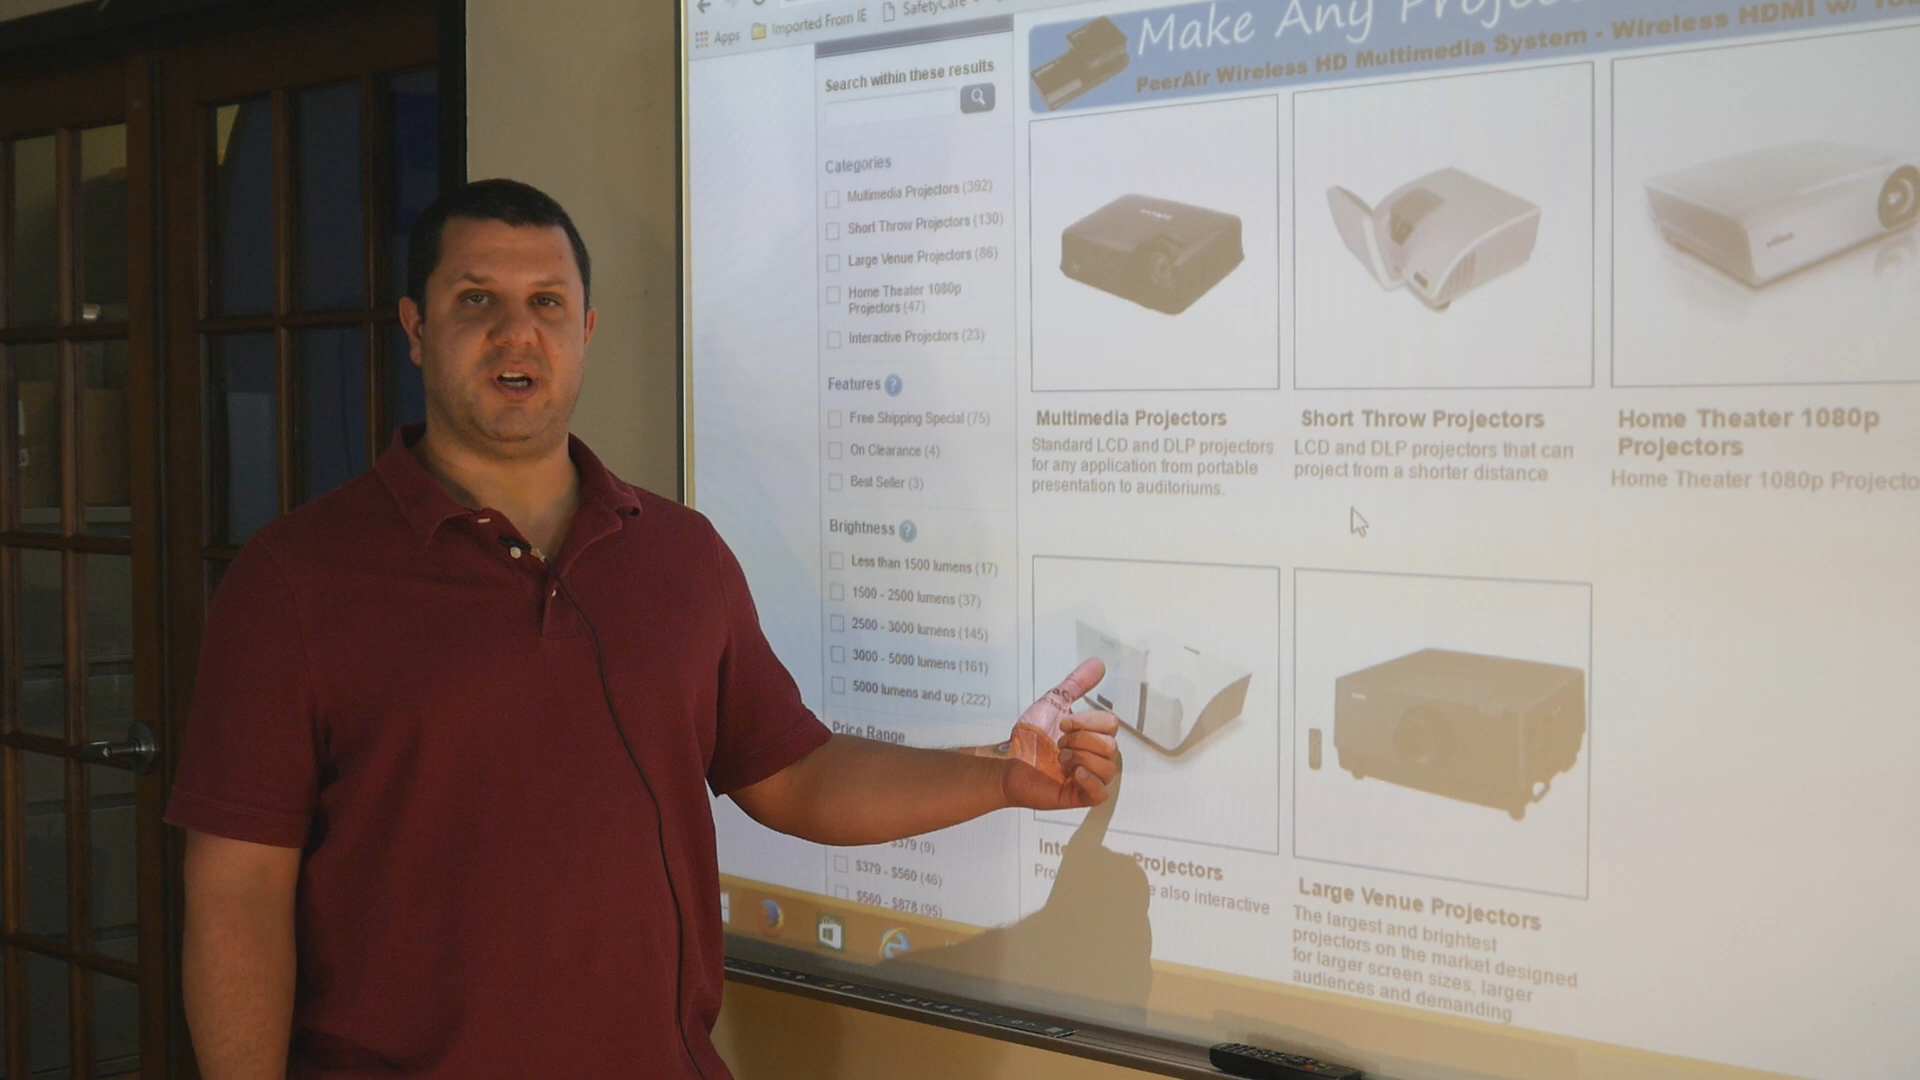 Apps
Imported From IE
SafetyCare
Make Any Projec
PeerAir Wireless HD Multimedia System - Wireless HDMI w/
Search within these results
Categories
Multimedia Projectors (392)
Short Throw Projectors (130)
Large Venue Projectors (86)
Home Theater 1080p
Projectors (47)
Interactive Projectors (23)
Features ?
Free Shipping Special (75)
On Clearance (4)
Best Seller (3)
Brightness ?
Less than 1500 lumens (17)
1500 - 2500 lumens (37)
2500 - 3000 lumens (145)
3000 - 5000 lumens (161)
5000 lumens and up (222)
Price Range
$379 (9)
$379 - $560 (46)
$560 - $878 (95)
Multimedia Projectors
Standard LCD and DLP projectors
for any application from portable
presentation to auditoriums.
Short Throw Projectors
LCD and DLP projectors that can
project from a shorter distance
Home Theater 1080p
Projectors
Home Theater 1080p Projecto
Projectors
also interactive
Large Venue Projectors
The largest and brightest
projectors on the market designed
for larger screen sizes, larger
audiences and demanding